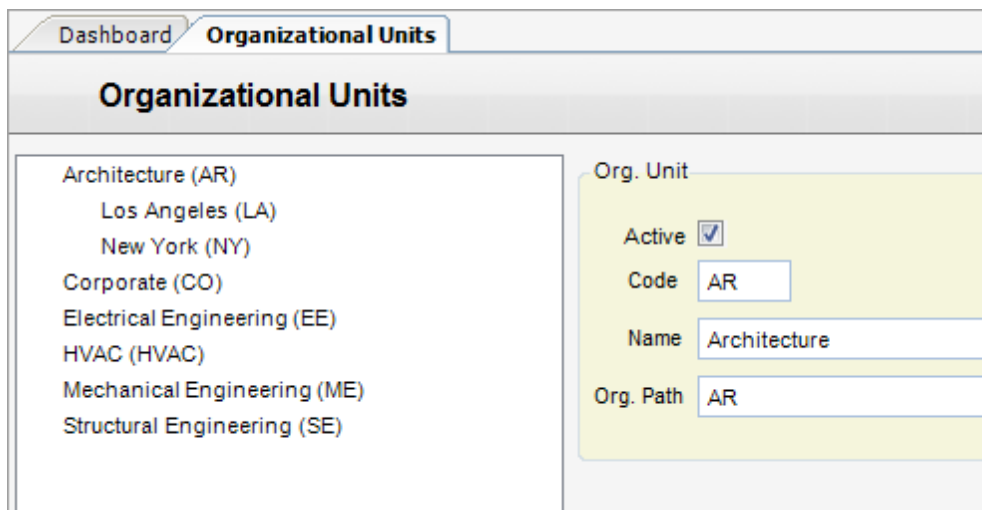 Dashboard Organizational Units
Organizational Units
Architecture (AR)
Los Angeles (LA)
New York (NY)
Corporate (CO)
Electrical Engineering (EE)
HVAC (HVAC)
Mechanical Engineering (ME)
Structural Engineering (SE)
Org. Unit
Active
Code AR
Name Architecture
Org. Path AR